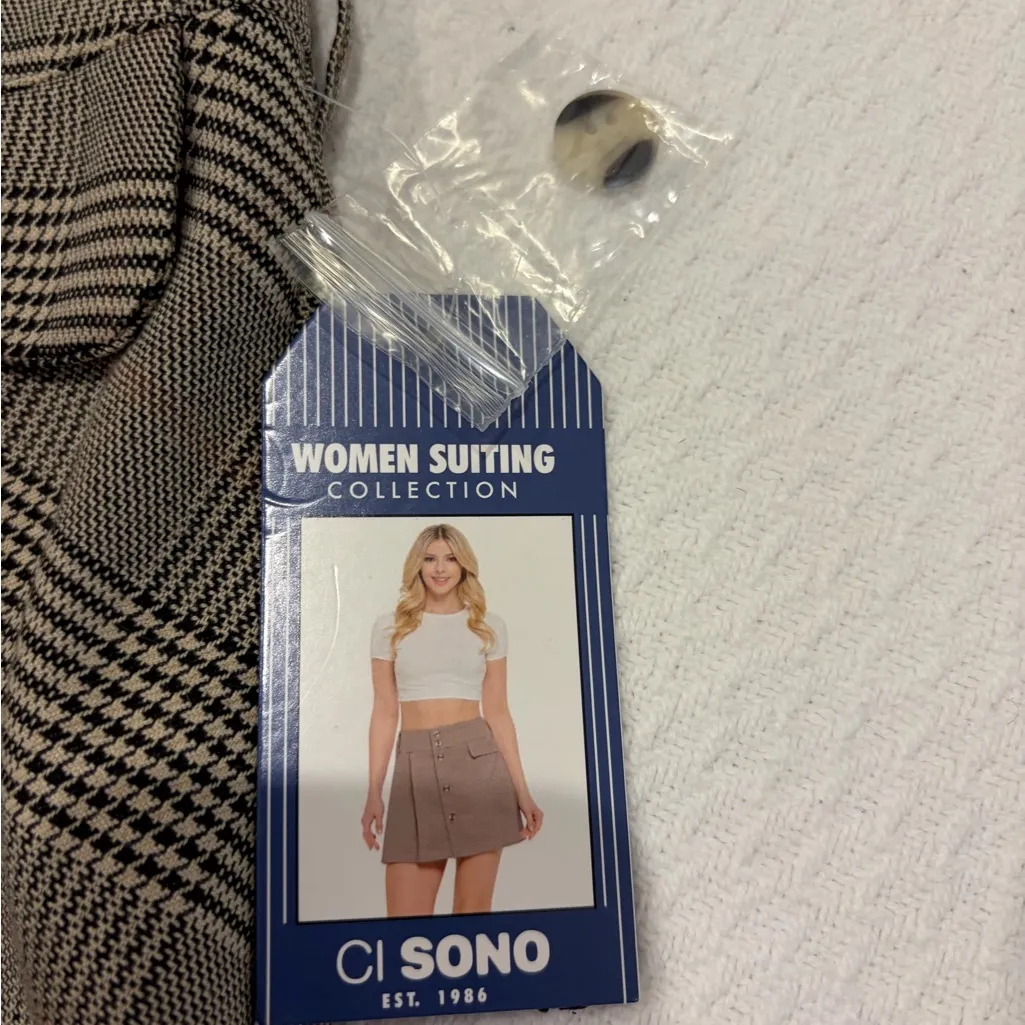 WOMEN SUITING
COLLECTION
CI SONO
EST. 1986